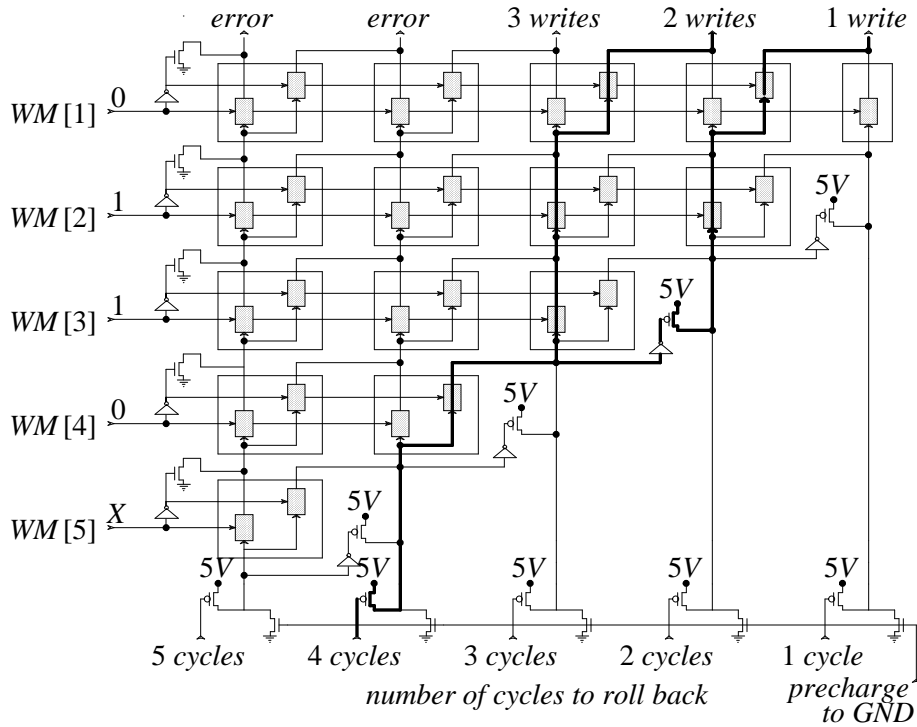 error error 3 writes 2 writes 1 write
WM[1] 0
WM[2] 1
5V
WM[3] 1
5V
WM[4] 0
5V
WM[5] X
5V
5V 5V 5V 5V 5V
5 cycles 4 cycles 3 cycles 2 cycles 1 cycle
number of cycles to roll back
precharge
to GND